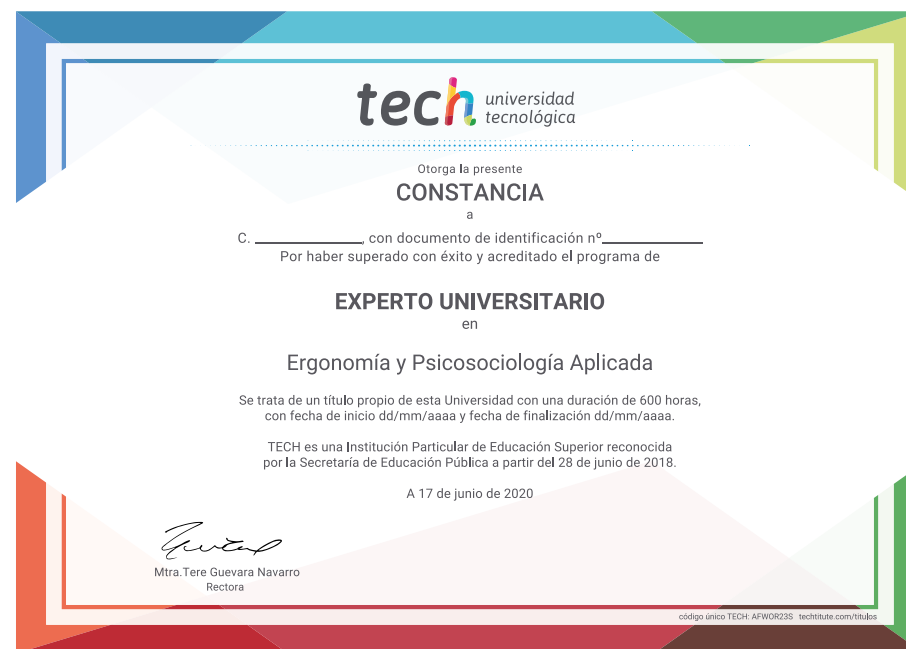 tech universidad
tecnológica
Otorga la presente
CONSTANCIA
a
C. ____________, con documento de identificación nº____________
Por haber superado con éxito y acreditado el programa de
EXPERTO UNIVERSITARIO
en
Ergonomía y Psicosociología Aplicada
Se trata de un título propio de esta Universidad con una duración de 600 horas,
con fecha de inicio dd/mm/aaaa y fecha de finalización dd/mm/aaaa.
TECH es una Institución Particular de Educación Superior reconocida
por la Secretaría de Educación Pública a partir del 28 de junio de 2018.
A 17 de junio de 2020
Mtra.Tere Guevara Navarro
Rectora
código único TECH: AFWOR23S techtitute.com/titulos